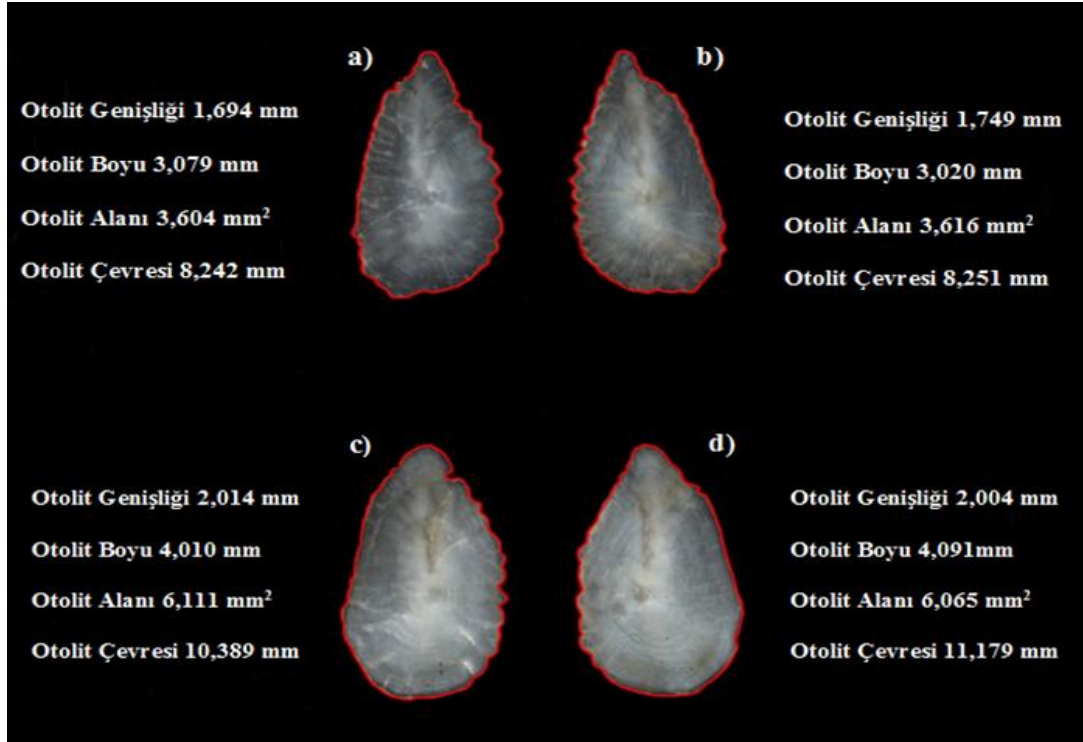 a)
Otolit Genişliği 1,694 mm
Otolit Boyu 3,079 mm
Otolit Alanı 3,604 mm²
Otolit Çevresi 8,242 mm
b)
Otolit Genişliği 1,749 mm
Otolit Boyu 3,020 mm
Otolit Alanı 3,616 mm²
Otolit Çevresi 8,251 mm
c)
Otolit Genişliği 2,014 mm
Otolit Boyu 4,010 mm
Otolit Alanı 6,111 mm²
Otolit Çevresi 10,389 mm
d)
Otolit Genişliği 2,004 mm
Otolit Boyu 4,091mm
Otolit Alanı 6,065 mm²
Otolit Çevresi 11,179 mm